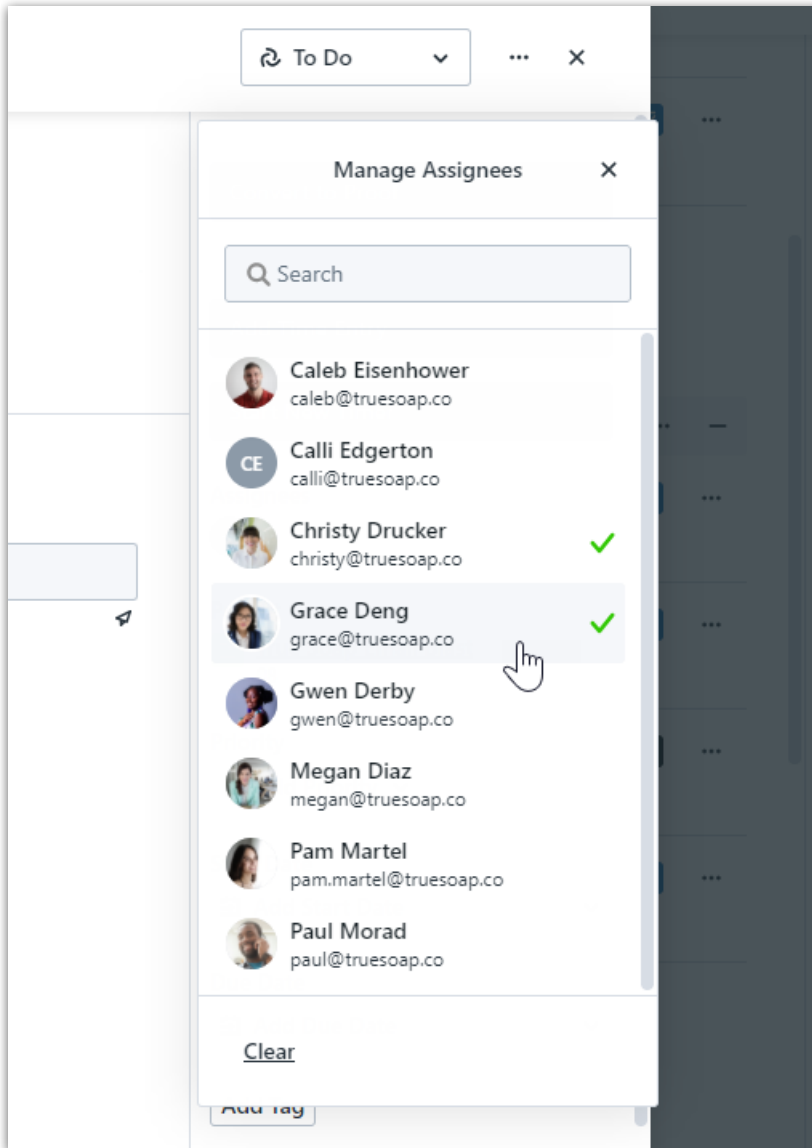 To Do
Manage Assignees
Search
Caleb Eisenhower
caleb@truesoap.co
CE
Calli Edgerton
calli@truesoap.co
Christy Drucker
christy@truesoap.co
Grace Deng
grace@truesoap.co
Gwen Derby
gwen@truesoap.co
Megan Diaz
megan@truesoap.co
Pam Martel
pam.martel@truesoap.co
Paul Morad
paul@truesoap.co
Clear
Add Tag